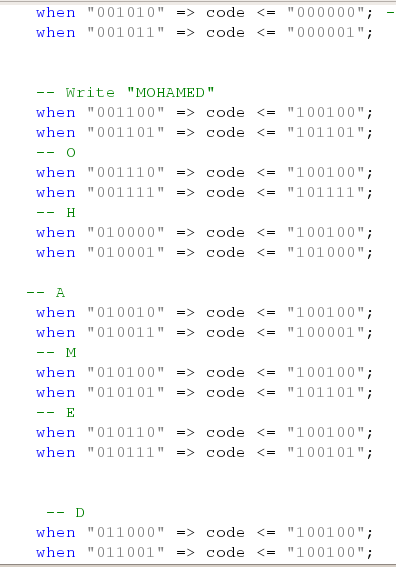 when "001010" => code <= "000000"; -
when "001011" => code <= "000001";
-- Write "MOHAMED"
when "001100" => code <= "100100";
when "001101" => code <= "101101";
-- O
when "001110" => code <= "100100";
when "001111" => code <= "101111";
-- H
when "010000" => code <= "100100";
when "010001" => code <= "101000";
-- A
when "010010" => code <= "100100";
when "010011" => code <= "100001";
-- M
when "010100" => code <= "100100";
when "010101" => code <= "101101";
-- E
when "010110" => code <= "100100";
when "010111" => code <= "100101";
-- D
when "011000" => code <= "100100";
when "011001" => code <= "100100";